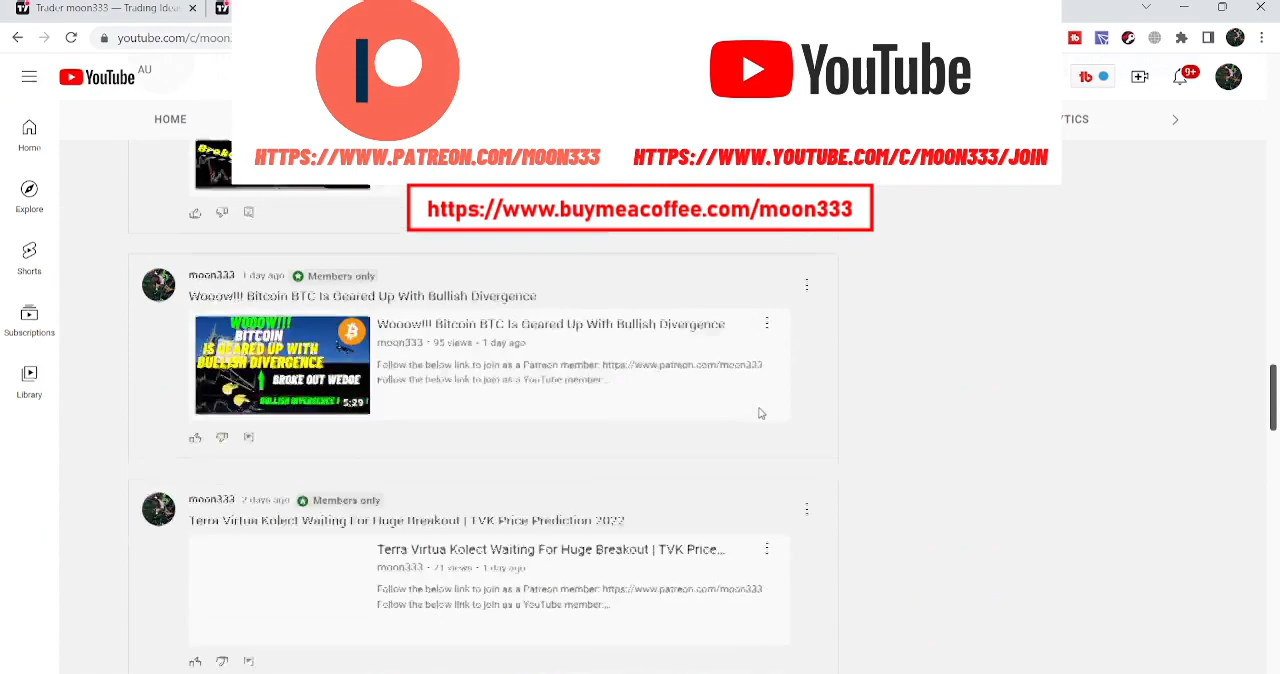 Trader moon333 — Trading Ideas
youtube.com/c/moon
YouTube
AU
YouTube
9+
HTTPS://WWW.PATREON.COM/MOON333
HTTPS://WWW.YOUTUBE.COM/C/MOON333/JOIN
https://www.buymeacoffee.com/moon333
HOME
Home
Explore
Shorts
Subscriptions
Library
moon333 1 day ago Members only
Wooow!!! Bitcoin BTC Is Geared Up With Bullish Divergence
WOOOW!!!
BITCOIN
IS GEARED UP WITH
BULLISH DIVERGENCE
BROKE OUT WEDGE
BULLISH DIVERGENCE
5:29
Wooow!!! Bitcoin BTC Is Geared Up With Bullish Divergence
moon333 • 95 views • 1 day ago
Follow the below link to join as a Patreon member: https://www.patreon.com/moon333
Follow the below link to join as a YouTube member:...
moon333 2 days ago Members only
Terra Virtua Kolect Waiting For Huge Breakout | TVK Price Prediction 2022
Terra Virtua Kolect Waiting For Huge Breakout | TVK Price...
moon333 • 71 views • 1 day ago
Follow the below link to join as a Patreon member: https://www.patreon.com/moon333
Follow the below link to join as a YouTube member:...